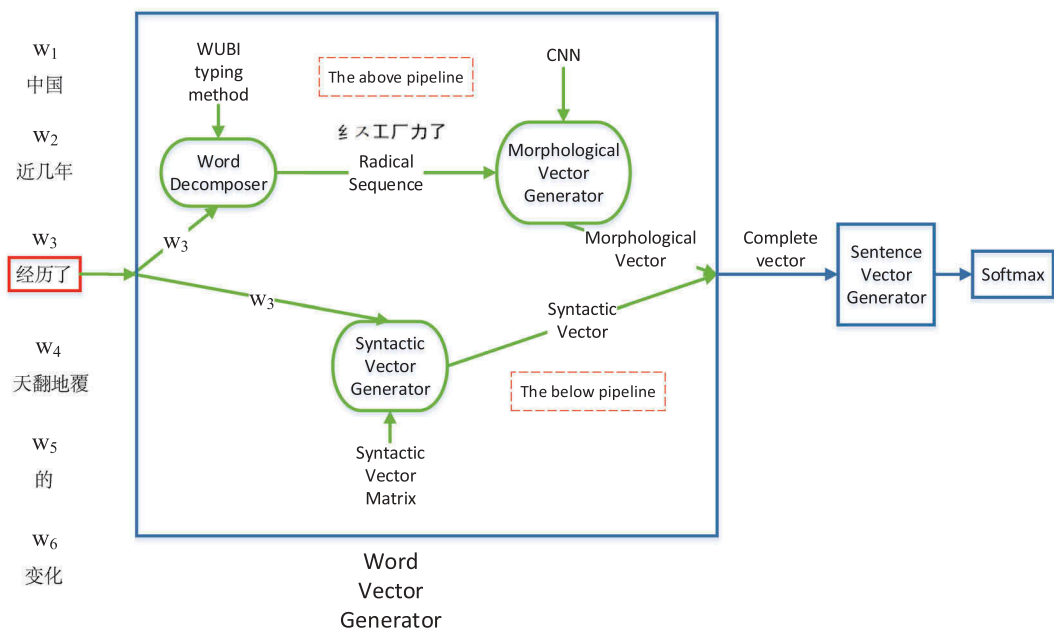 w1
中国
w2
近几年
w3
经历了
w4
天翻地覆
w5
的
w6
变化
WUBI
typing
method
The above pipeline
CNN
纟ス工厂力了
Word
Decomposer
Radical
Sequence
Morphological
Vector
Generator
w3
Morphological
Vector
w3
Syntactic
Vector
Generator
Syntactic
Vector
The below pipeline
Syntactic
Vector
Matrix
Complete
vector
Sentence
Vector
Generator
Softmax
Word
Vector
Generator